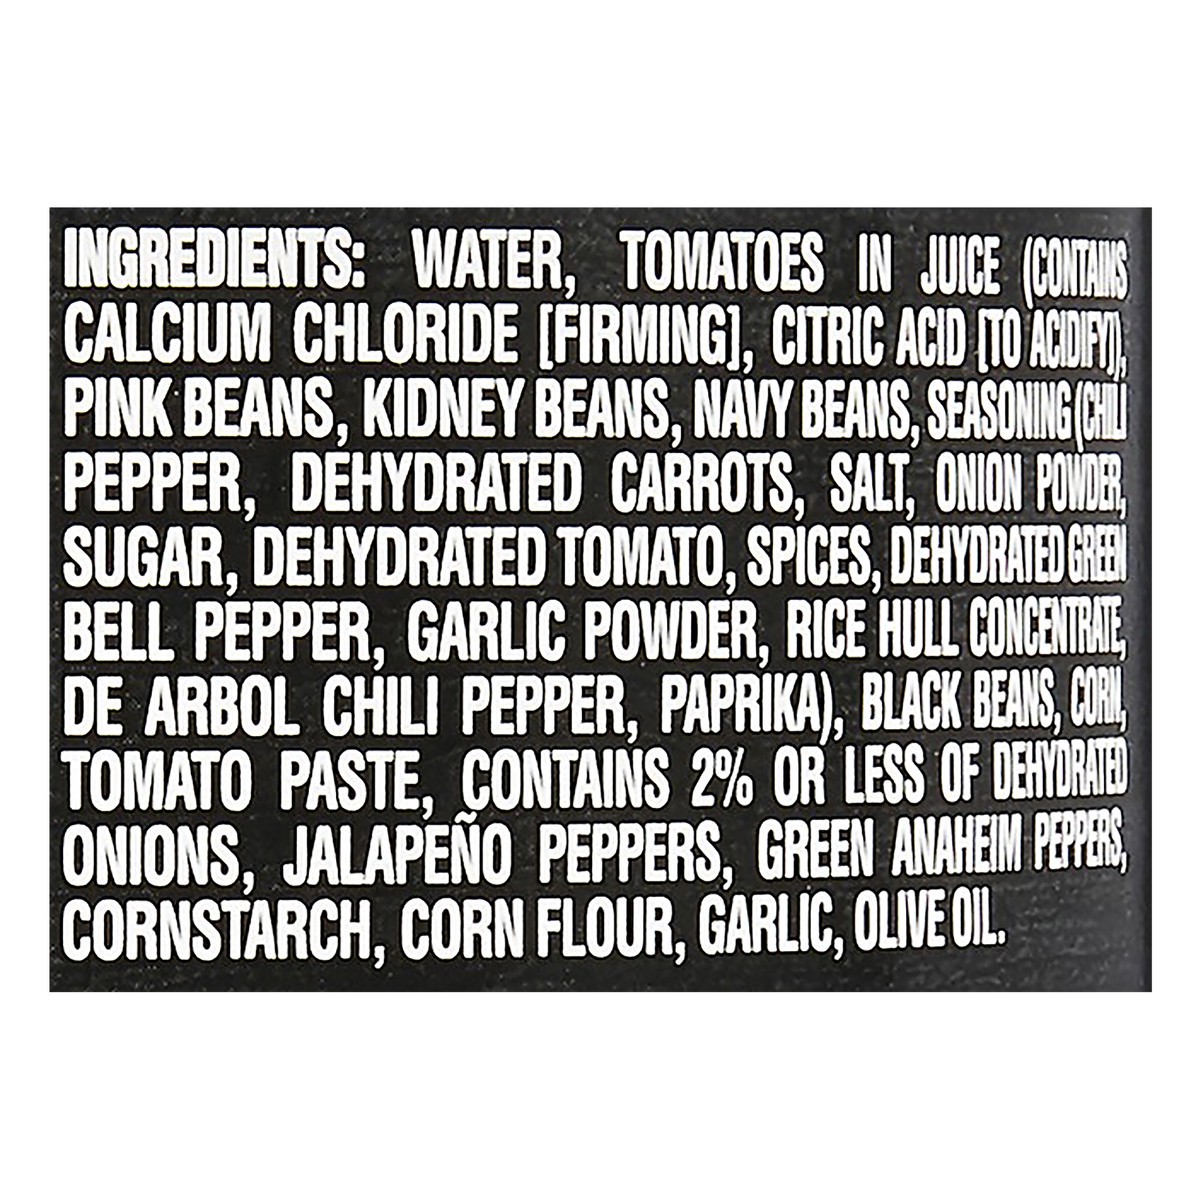 INGREDIENTS: WATER, TOMATOES IN JUICE (CONTAINS
CALCIUM CHLORIDE [FIRMING], CITRIC ACID [TO ACIDIFY]),
PINK BEANS, KIDNEY BEANS, NAVY BEANS, SEASONING (CHILI
PEPPER, DEHYDRATED CARROTS, SALT, ONION POWDER,
SUGAR, DEHYDRATED TOMATO, SPICES, DEHYDRATED GREEN
BELL PEPPER, GARLIC POWDER, RICE HULL CONCENTRATE,
DE ARBOL CHILI PEPPER, PAPRIKA), BLACK BEANS, CORN,
TOMATO PASTE, CONTAINS 2% OR LESS OF DEHYDRATED
ONIONS, JALAPEÑO PEPPERS, GREEN ANAHEIM PEPPERS,
CORNSTARCH, CORN FLOUR, GARLIC, OLIVE OIL.